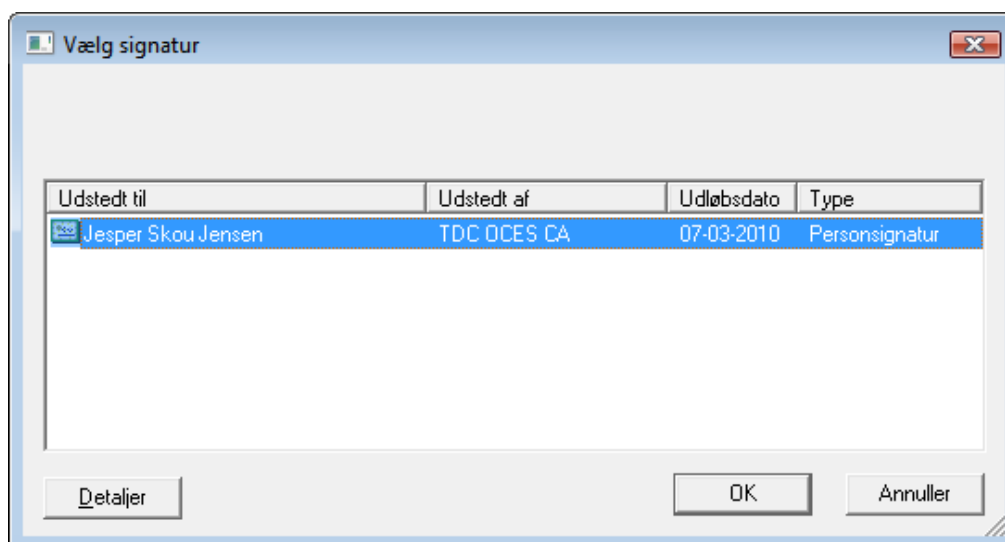 Vælg signatur
Udstedt til Udstedt af Udløbsdato Type
Jesper Skou Jensen TDC OCES CA 07-03-2010 Personsignatur
Detaljer OK Annuller